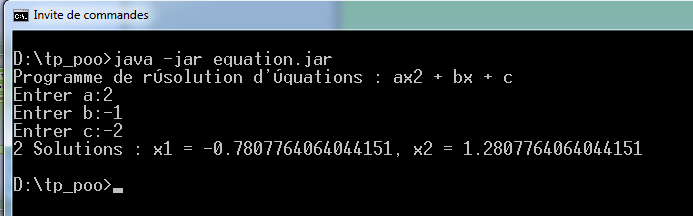 Invite de commandes
D:\tp_poo>java -jar equation.jar
Programme de rÚsolution d'Úquations : ax2 + bx + c
Entrer a:2
Entrer b:-1
Entrer c:-2
2 Solutions : x1 = -0.7807764064044151, x2 = 1.2807764064044151
D:\tp_poo>_